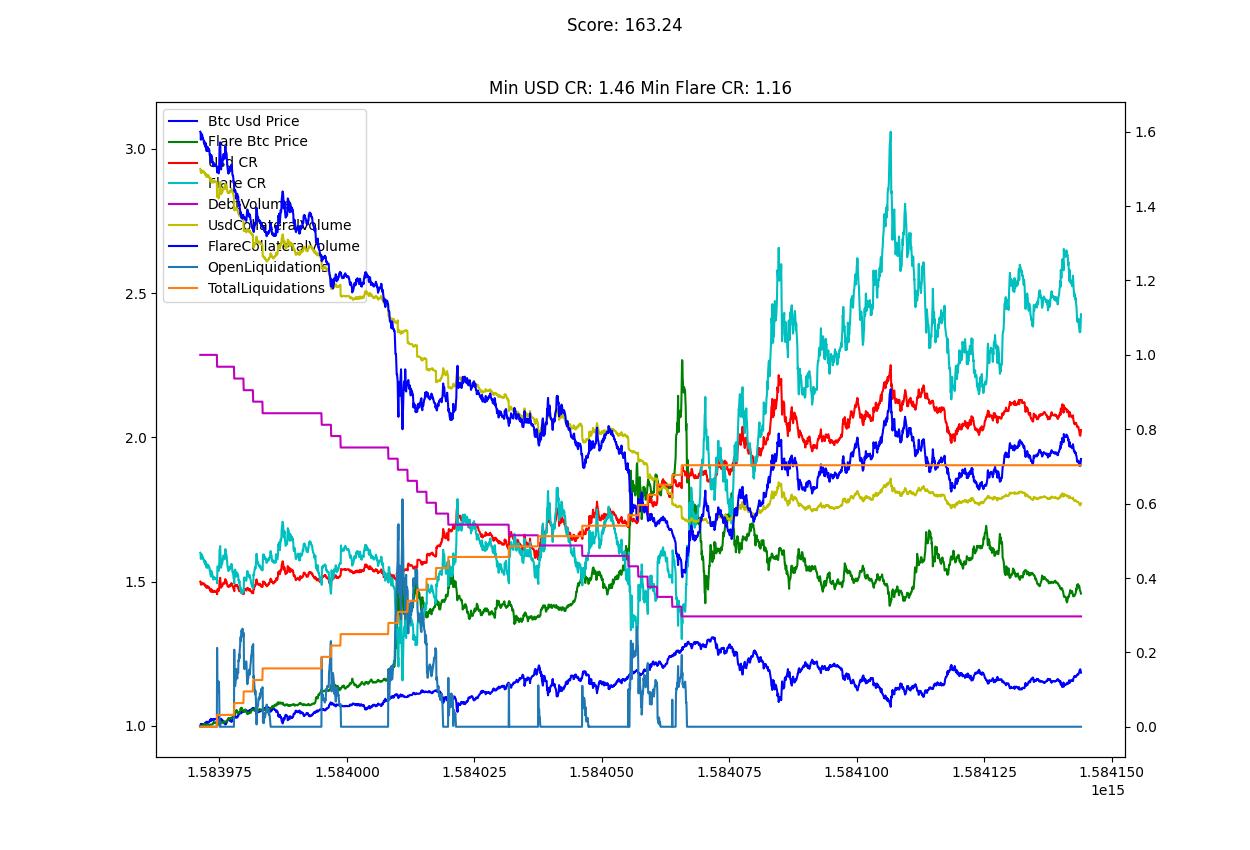 Score: 163.24
Min USD CR: 1.46 Min Flare CR: 1.16
Btc Usd Price
Flare Btc Price
Usd CR
Flare CR
DebtVolume
UsdCollateralVolume
FlareCollateralVolume
OpenLiquidations
TotalLiquidations
3.0
2.5
2.0
1.5
1.0
1.6
1.4
1.2
1.0
0.8
0.6
0.4
0.2
0.0
1.583975 1.584000 1.584025 1.584050 1.584075 1.584100 1.584125 1.584150
1e15